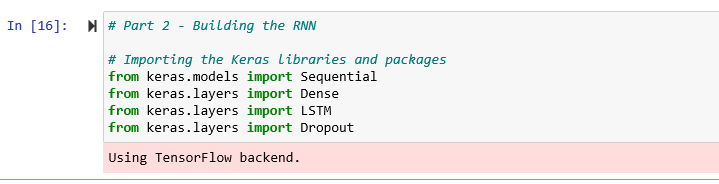 In [16]:
# Part 2 - Building the RNN
# Importing the Keras libraries and packages
from keras.models import Sequential
from keras.layers import Dense
from keras.layers import LSTM
from keras.layers import Dropout
Using TensorFlow backend.